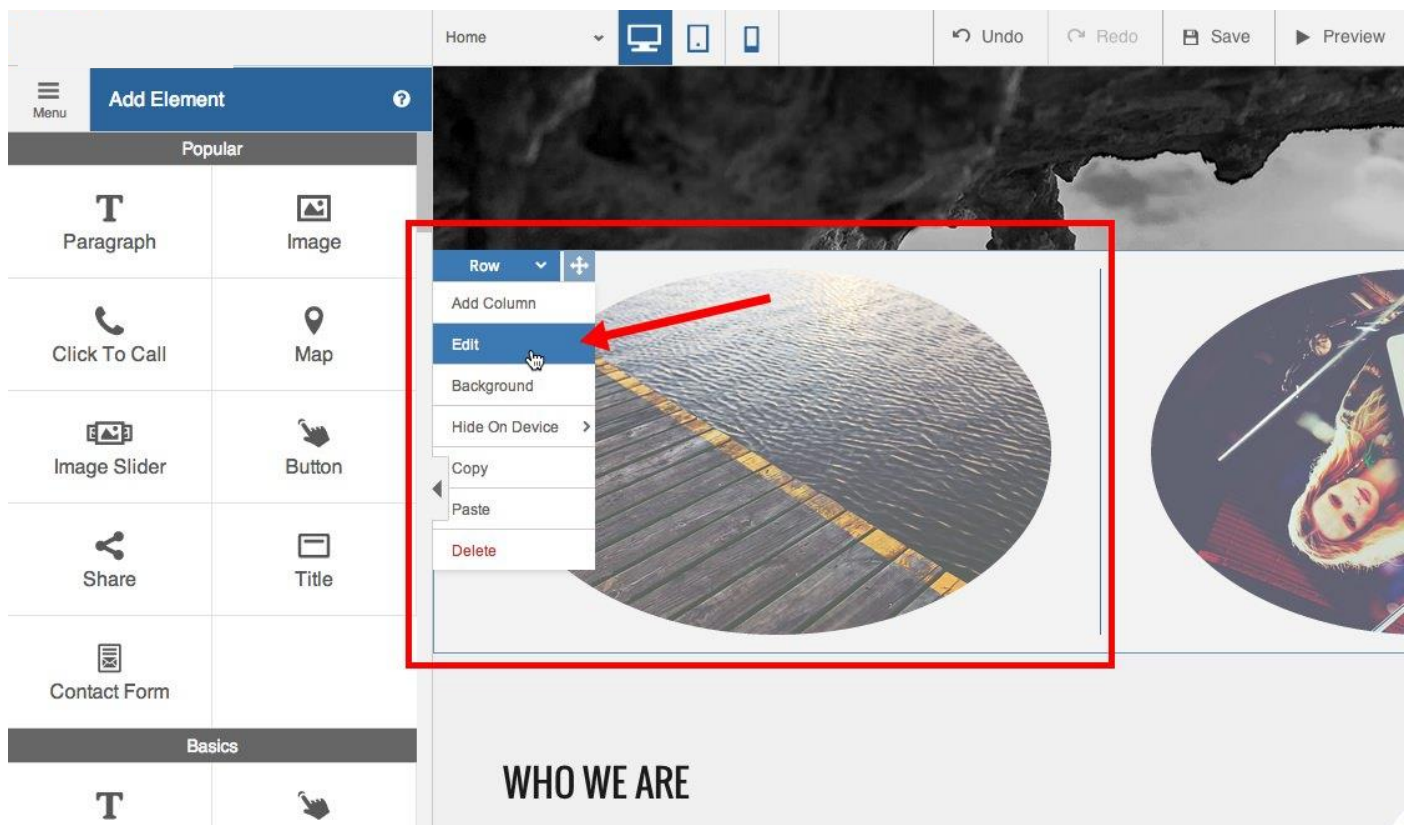 Home
Undo
Redo
Save
Preview
Menu
Add Element
?
Popular
Paragraph
Image
Click To Call
Map
Image Slider
Button
Share
Title
Contact Form
Basics
Row
Add Column
Edit
Background
Hide On Device
Copy
Paste
Delete
WHO WE ARE